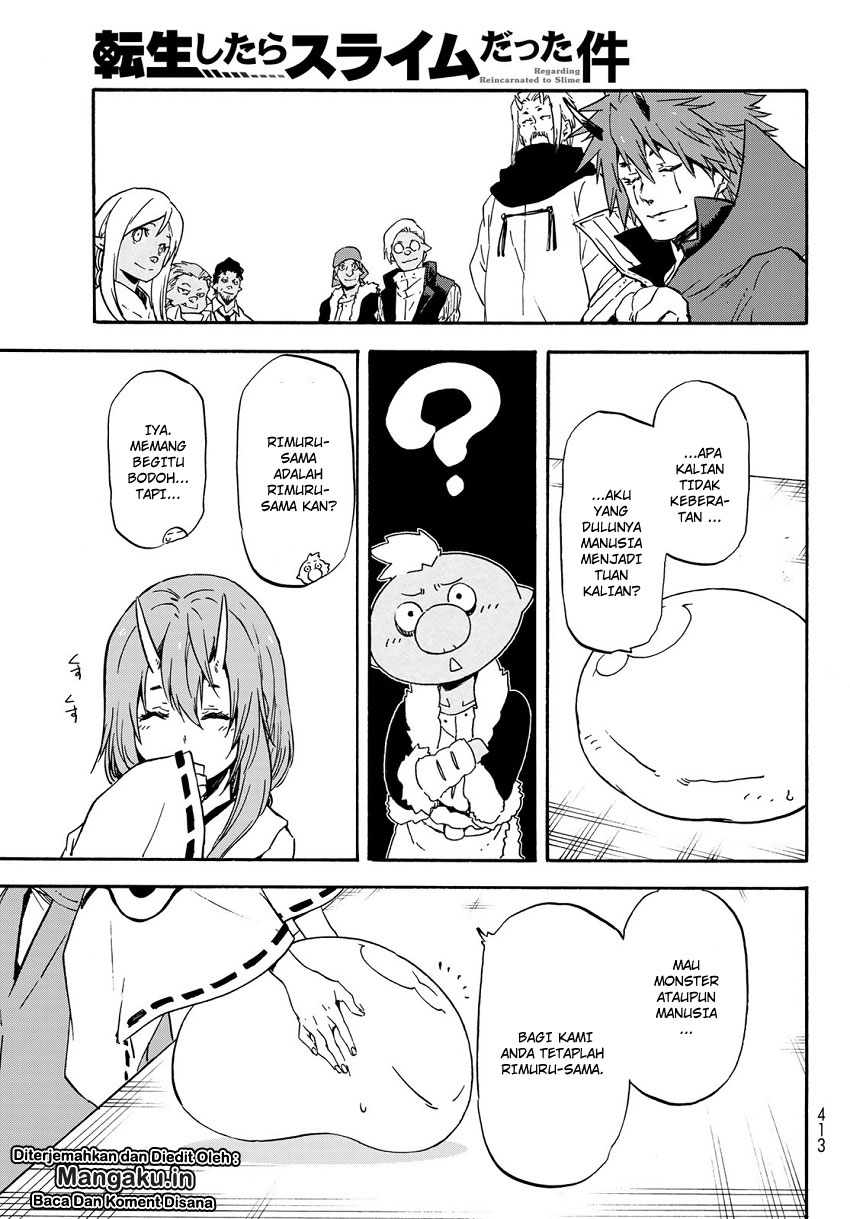 転生したらスライムだった件
Regarding
Reincarnated to Slime
...APA
KALIAN
TIDAK
KEBERA-
TAN ...
...AKU
YANG
DULUNYA
MANUSIA
MENJADI
TUAN
KALIAN?
?
RIMURU-
SAMA
ADALAH
RIMURU-
SAMA KAN?
IYA.
MEMANG
BEGITU
BODOH...
TAPI...
くす
くす
MAU
MONSTER
ATAUPUN
MANUSIA
...
BAGI KAMI
ANDA TETAPLAH
RIMURU-SAMA.
413
Diterjemahkan dan Diedit Oleh :
Mangaku.in
Baca Dan Koment Disana